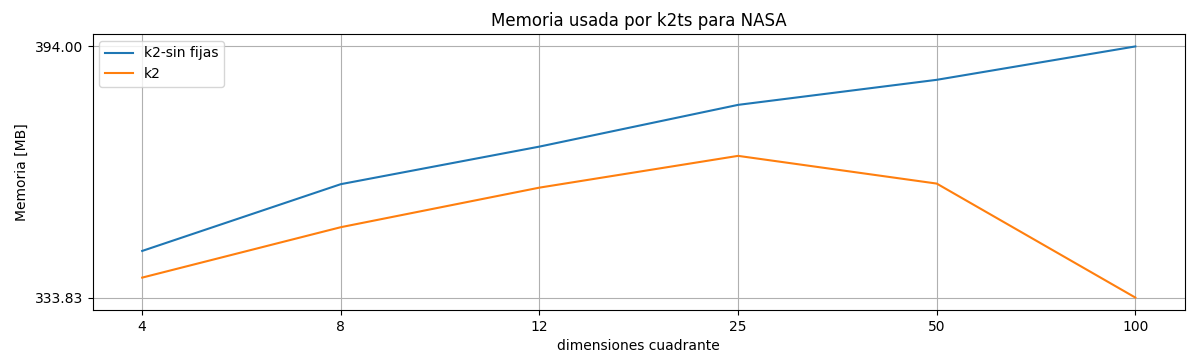 Memoria usada por k2ts para NASA
394.00
333.83
Memoria [MB]
k2-sin fijas
k2
4 8 12 25 50 100
dimensiones cuadrante